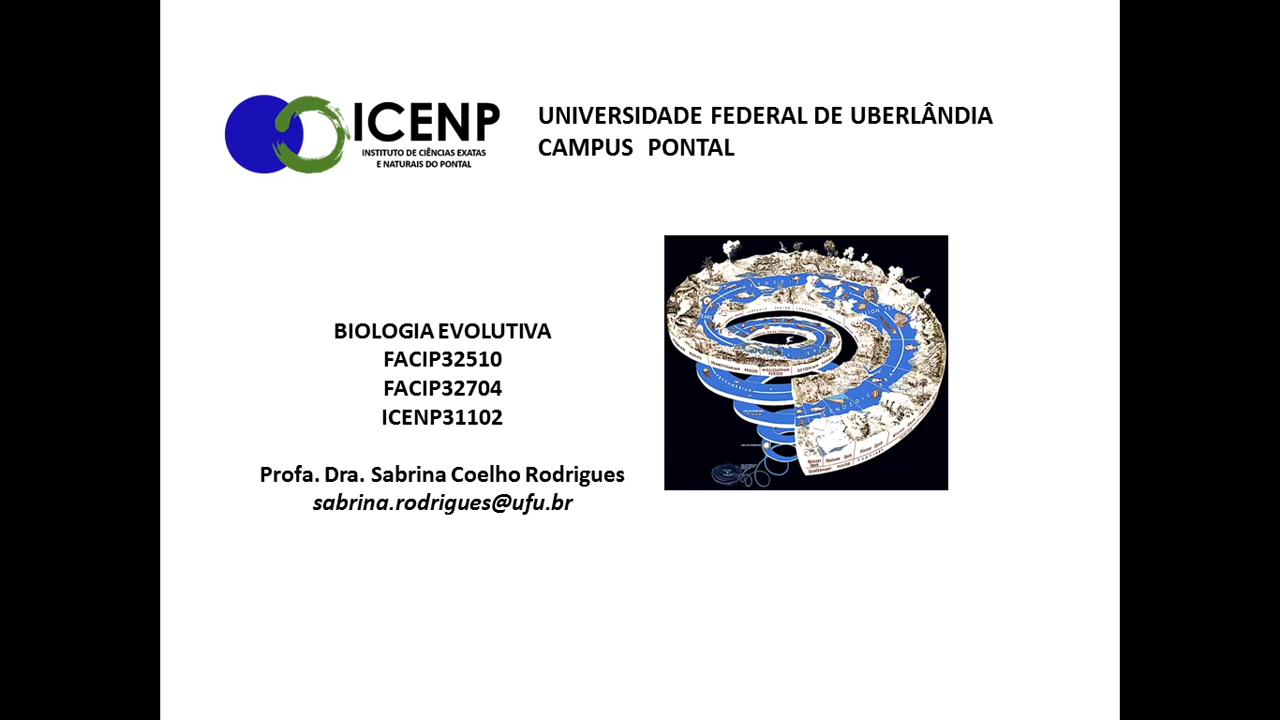 ICENP
INSTITUTO DE CIÊNCIAS EXATAS
E NATURAIS DO PONTAL
UNIVERSIDADE FEDERAL DE UBERLÂNDIA
CAMPUS PONTAL
BIOLOGIA EVOLUTIVA
FACIP32510
FACIP32704
ICENP31102
Profa. Dra. Sabrina Coelho Rodrigues
sabrina.rodrigues@ufu.br